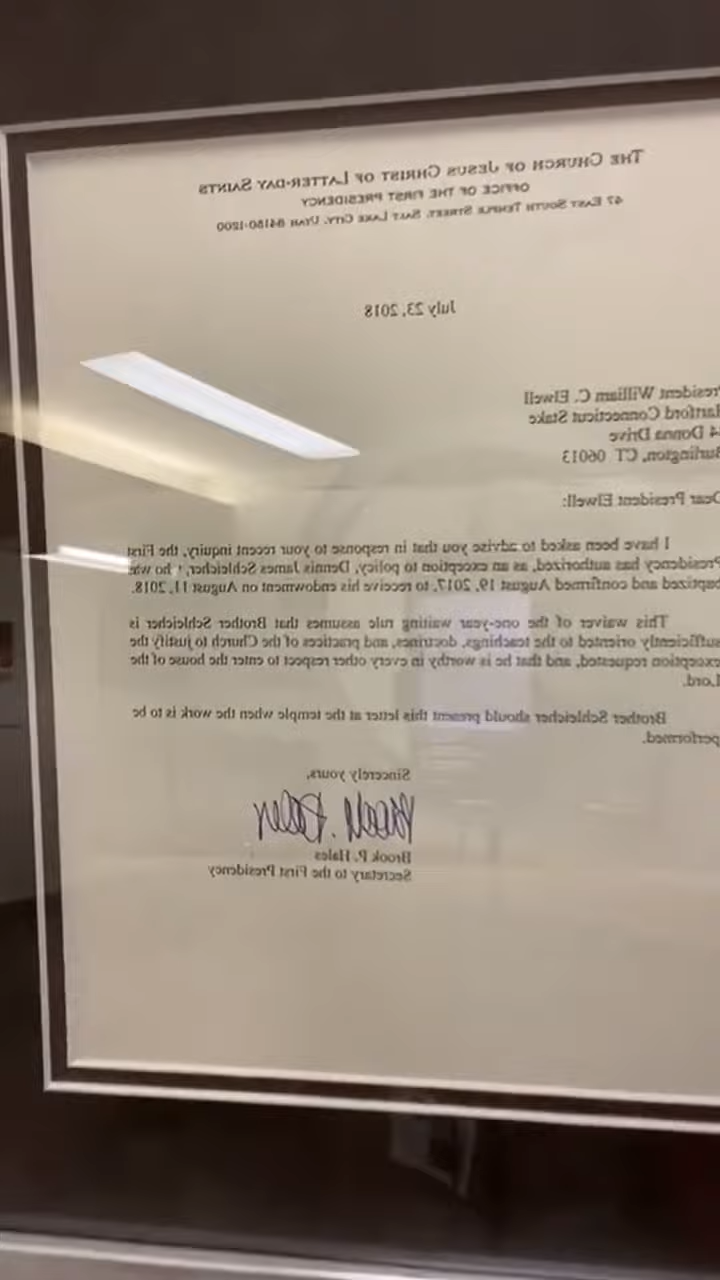 THE CHURCH OF JESUS CHRIST OF LATTER-DAY SAINTS
OFFICE OF THE FIRST PRESIDENCY
47 EAST SOUTH TEMPLE STREET, SALT LAKE CITY, UTAH 84150-1200
July 23, 2018
President William C. Elwell
Hartford Connecticut Stake
Donna Drive
Burlington, CT 06013
Dear President Elwell:
I have been asked to advise you that in response to your recent inquiry, the First
Presidency has authorized, as an exception to policy, Dennis James Schleicher, who was
baptized and confirmed August 19, 2017, to receive his endowment on August 11, 2018.
This waiver of the one-year waiting rule assumes that Brother Schleicher is
sufficiently oriented to the teachings, doctrines, and practices of the Church to justify the
exception requested, and that he is worthy in every other respect to enter the house of the
Lord.
Brother Schleicher should present this letter at the temple when the work is to be
performed.
Sincerely yours,
Brook P. Hales
Secretary to the First Presidency